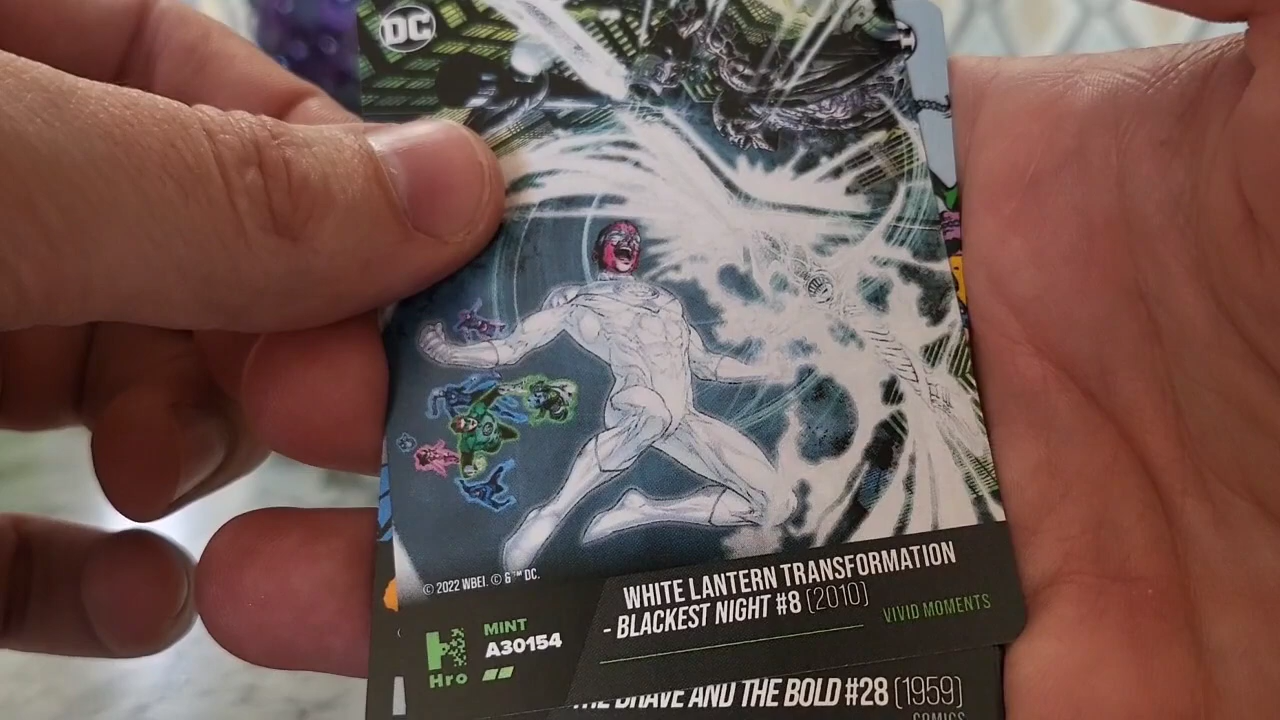 DC
© 2022 WBEI. © & ™ DC.
WHITE LANTERN TRANSFORMATION
- BLACKEST NIGHT #8 (2010)
VIVID MOMENTS
MINT
A30154
Hro
THE BRAVE AND THE BOLD #28 (1959)
COMICS